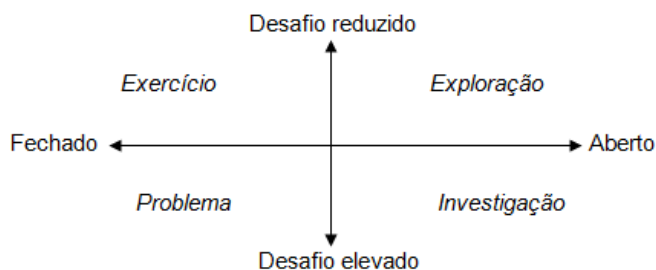 Desafio reduzido
Exercício
Exploração
Fechado
Aberto
Problema
Investigação
Desafio elevado